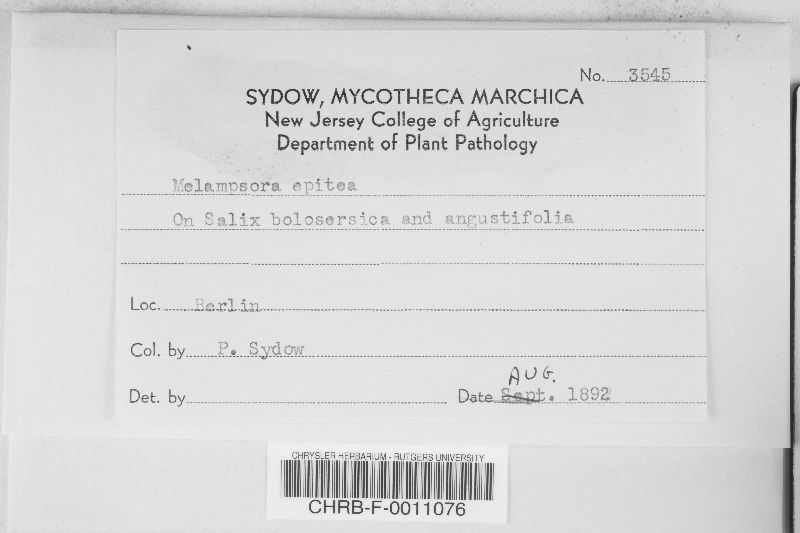 No. 3545
SYDOW, MYCOTHECA MARCHICA
New Jersey College of Agriculture
Department of Plant Pathology
Melampsora epitea
On Salix bolosersica and angustifolia
Loc. Berlin
Col. by P. Sydow
AUG.
Det. by Date Sept. 1892
CHRYSLER HERBARIUM - RUTGERS UNIVERSITY
CHRB-F-0011076